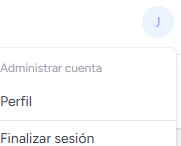 J
Administrar cuenta
Perfil
Finalizar sesión